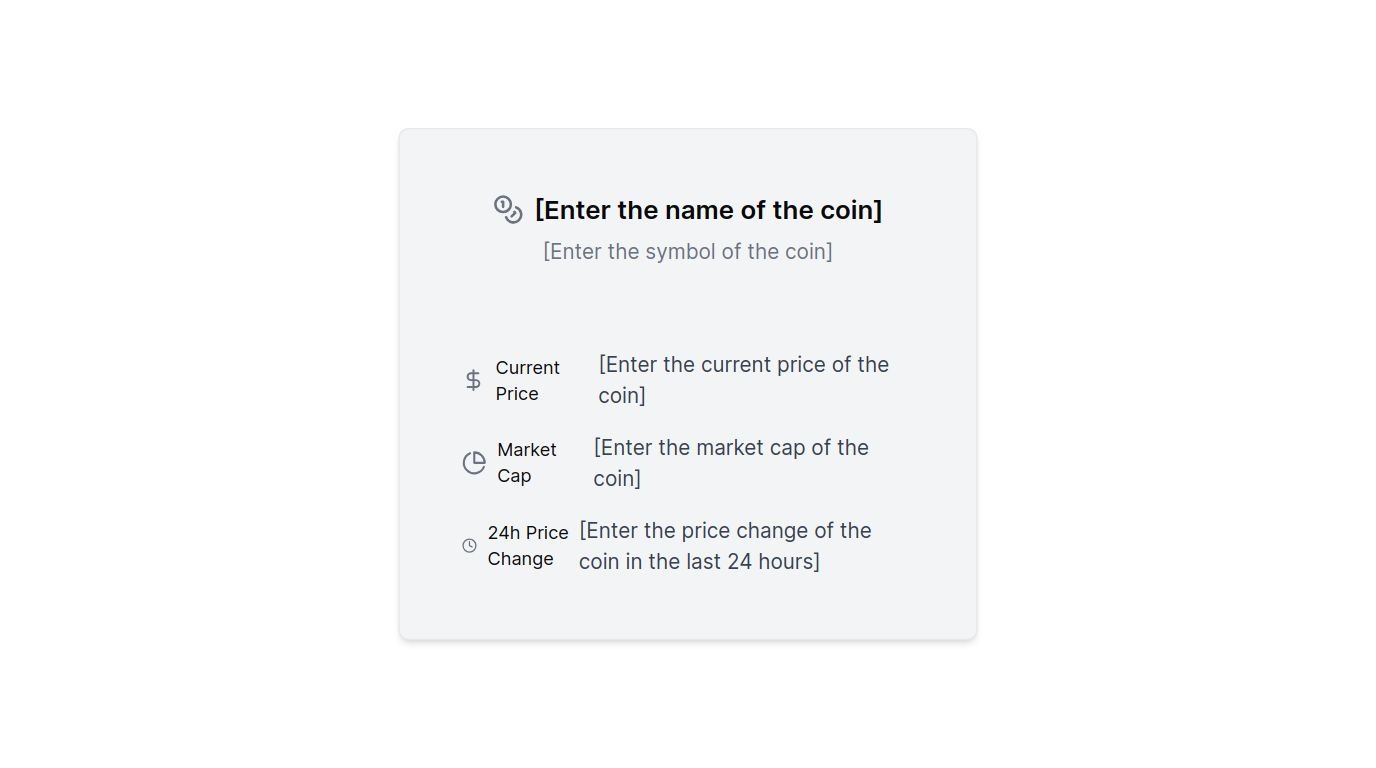 [Enter the name of the coin]
[Enter the symbol of the coin]
Current
Price
[Enter the current price of the
coin]
Market
Cap
[Enter the market cap of the
coin]
24h Price
Change
[Enter the price change of the
coin in the last 24 hours]